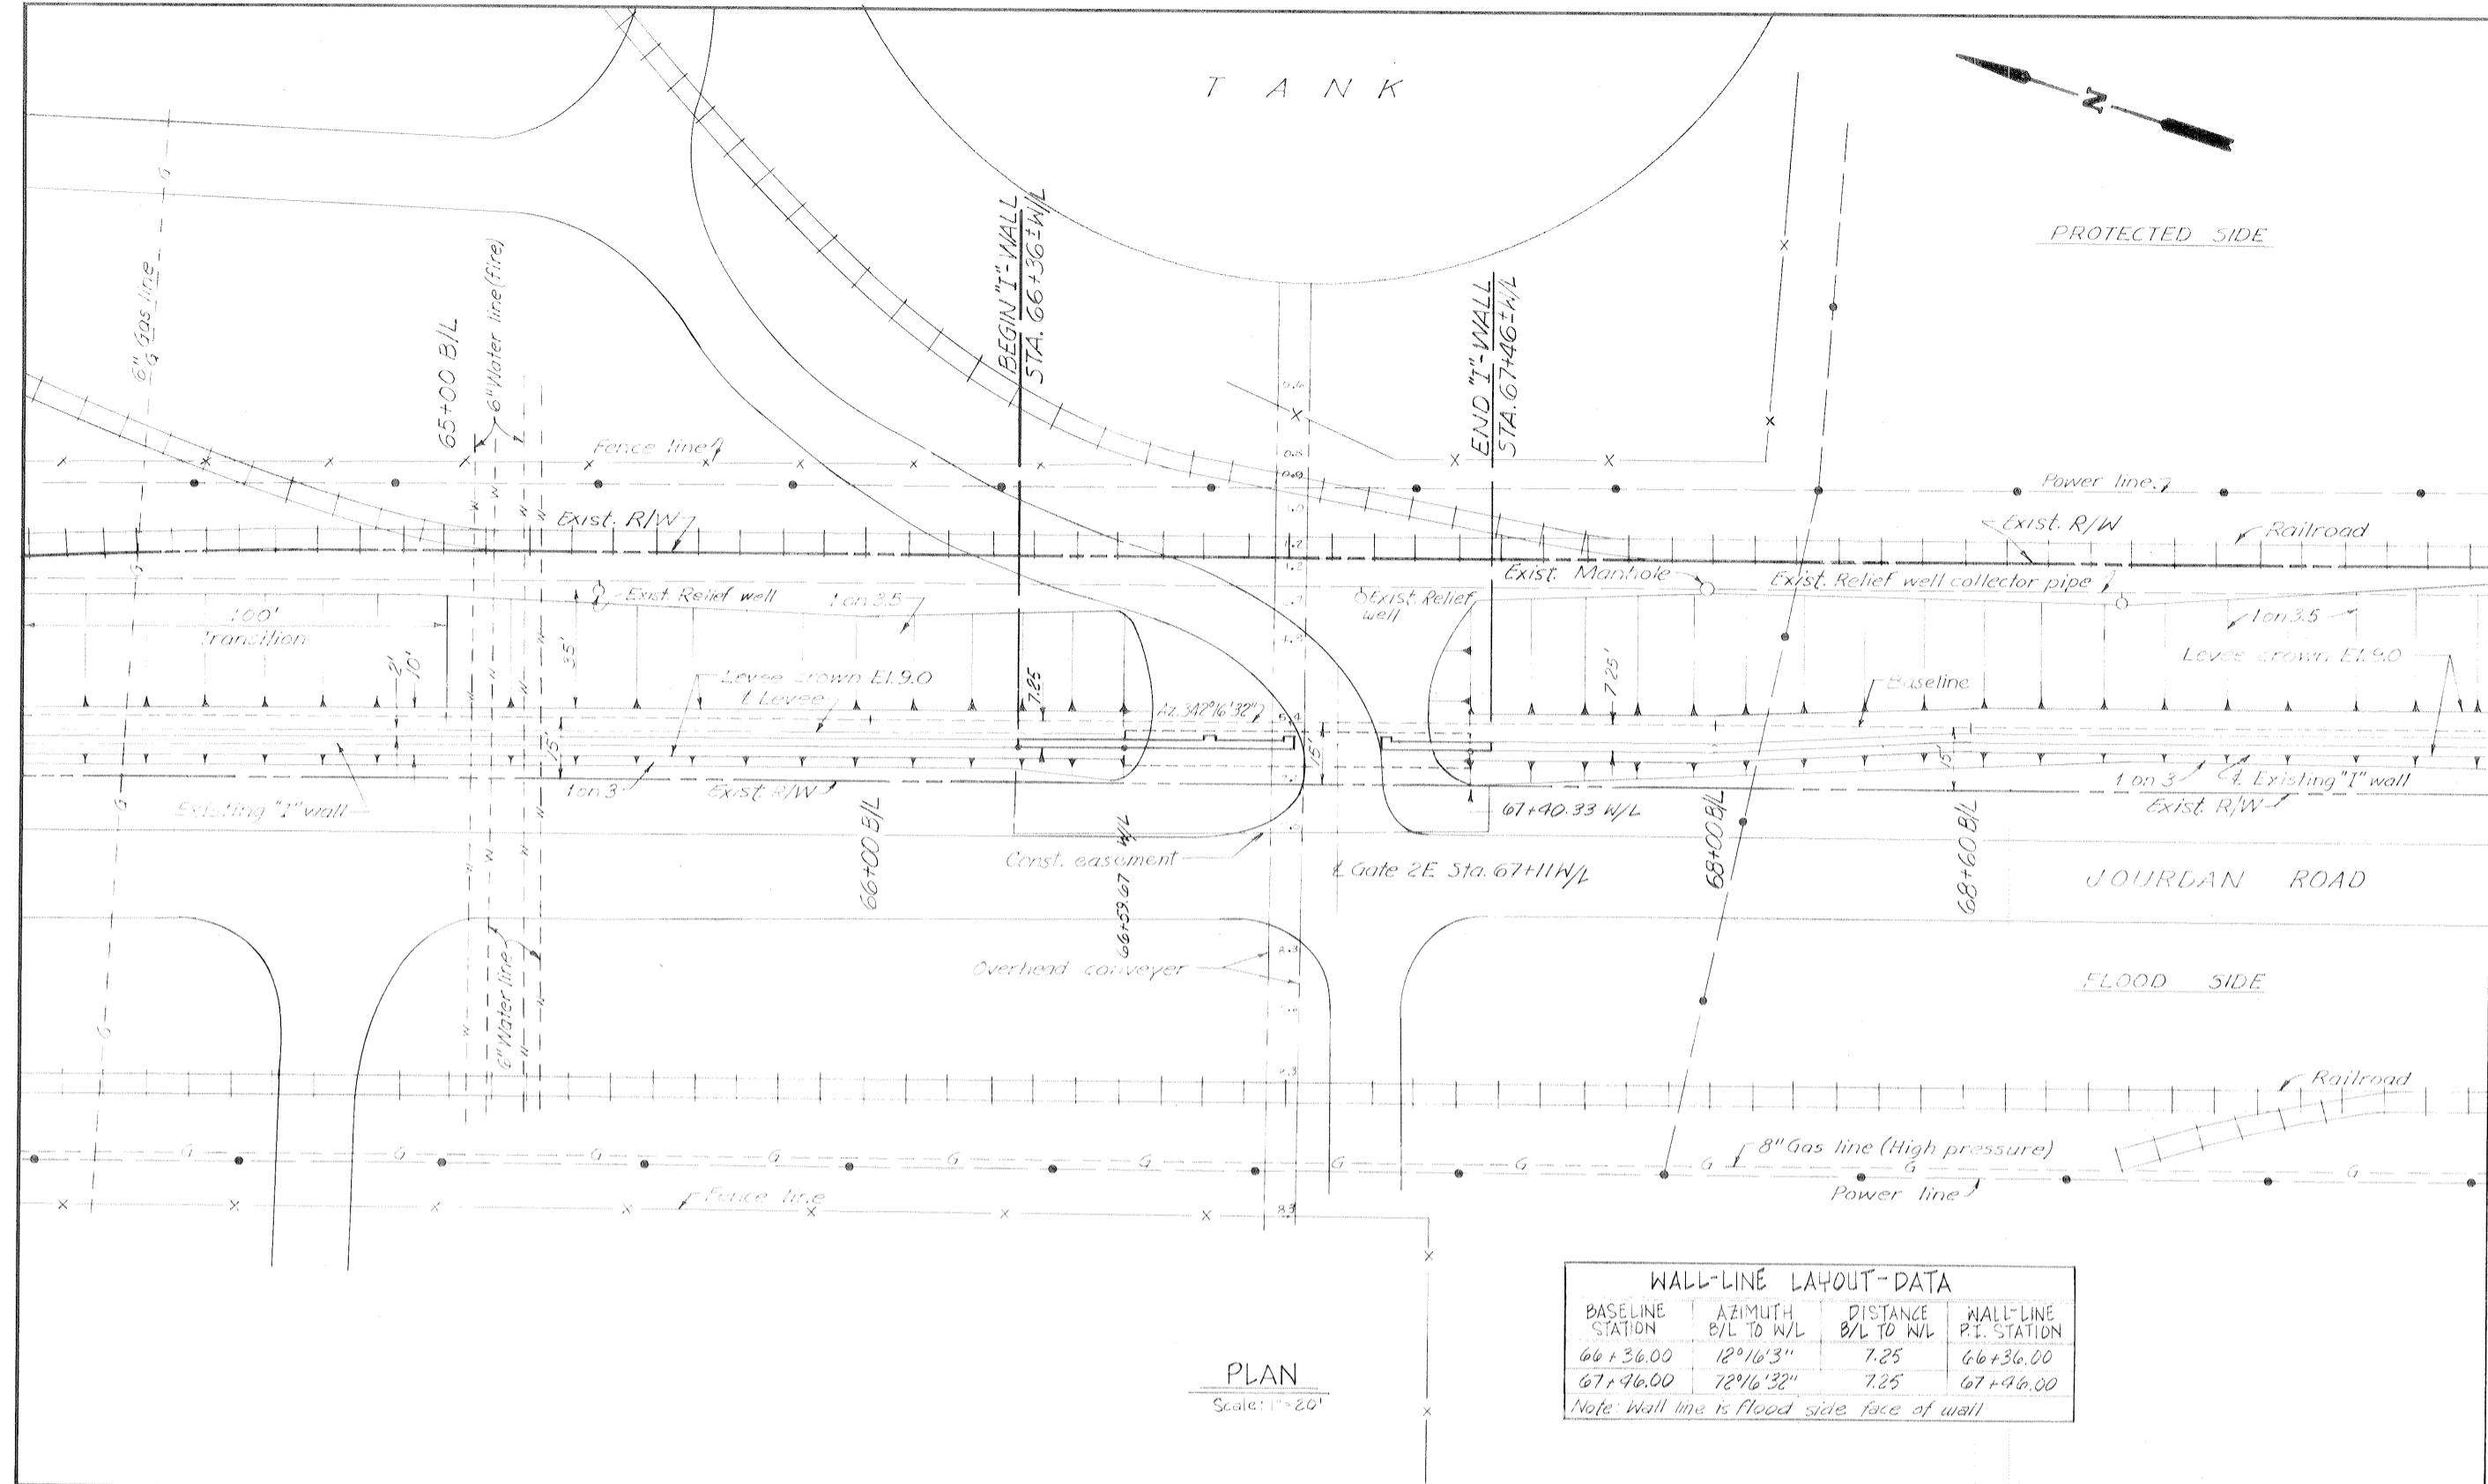 T A N K
N
PROTECTED SIDE
6" Gas line
65+00 B/L
6" Water line (fire)
BEGIN "I"-WALL
STA. 66+36± W/L
END "I"-WALL
STA. 67+46± W/L
Fence line
Power line
Exist. R/W
Exist. R/W
Railroad
Exist. Manhole
Exist. Relief well collector pipe
Exist. Relief well
1 on 3.5
Exist. Relief
well
1 on 3.5
100'
Transition
2'
10'
35'
15'
Levee crown El. 9.0
℄ Levee
7.25
Az. 342°16'32"
15'
7.25'
Baseline
Levee crown El. 9.0
15'
Existing "I" wall
1 on 3
Exist. R/W
66+00 B/L
66+59.67 W/L
67+40.33 W/L
68+00 B/L
68+60 B/L
1 on 3
℄ Existing "I" wall
Exist. R/W
Const. easement
℄ Gate 2E Sta. 67+11 W/L
JOURDAN ROAD
Overhead conveyer
FLOOD SIDE
6" Water line
Railroad
8" Gas line (High pressure)
Power line
Fence line
WALL-LINE LAYOUT-DATA
BASELINE STATION | AZIMUTH B/L TO W/L | DISTANCE B/L TO W/L | WALL-LINE P.I. STATION
66+36.00 7.25 66+36.00
67+46.00 72°16'32" 7.25 67+46.00
Note: Wall line is flood side face of wall
PLAN
Scale: 1"=20'